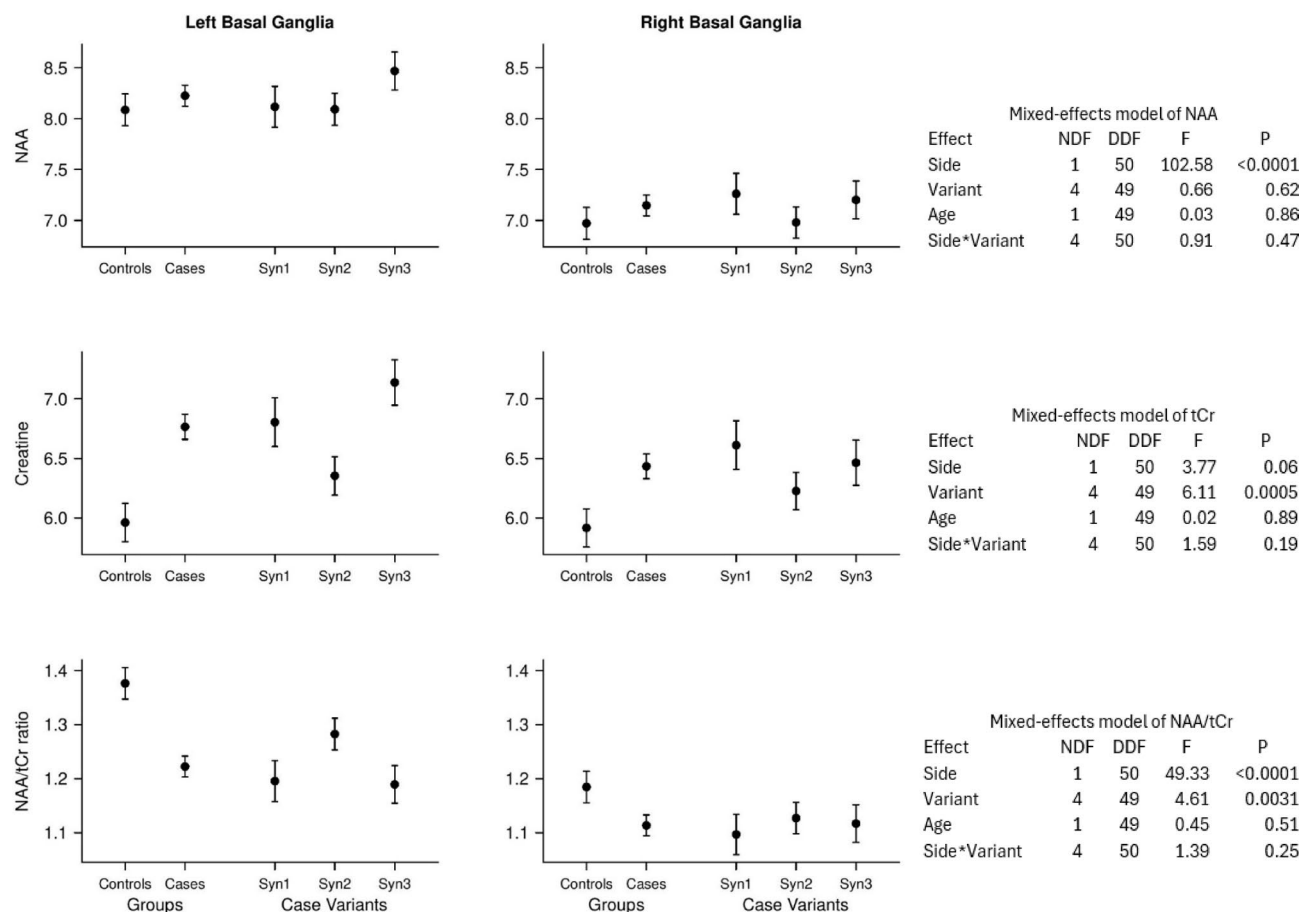 Left Basal Ganglia
Right Basal Ganglia
NAA
8.5
8.0
7.5
7.0
Controls Cases Syn1 Syn2 Syn3
8.5
8.0
7.5
7.0
Controls Cases Syn1 Syn2 Syn3
Mixed-effects model of NAA
Effect NDF DDF F P
Side 1 50 102.58 <0.0001
Variant 4 49 0.66 0.62
Age 1 49 0.03 0.86
Side*Variant 4 50 0.91 0.47
Creatine
7.0
6.5
6.0
Controls Cases Syn1 Syn2 Syn3
7.0
6.5
6.0
Controls Cases Syn1 Syn2 Syn3
Mixed-effects model of tCr
Effect NDF DDF F P
Side 1 50 3.77 0.06
Variant 4 49 6.11 0.0005
Age 1 49 0.02 0.89
Side*Variant 4 50 1.59 0.19
NAA/tCr ratio
1.4
1.3
1.2
1.1
Controls Cases Syn1 Syn2 Syn3
Groups Case Variants
1.4
1.3
1.2
1.1
Controls Cases Syn1 Syn2 Syn3
Groups Case Variants
Mixed-effects model of NAA/tCr
Effect NDF DDF F P
Side 1 50 49.33 <0.0001
Variant 4 49 4.61 0.0031
Age 1 49 0.45 0.51
Side*Variant 4 50 1.39 0.25